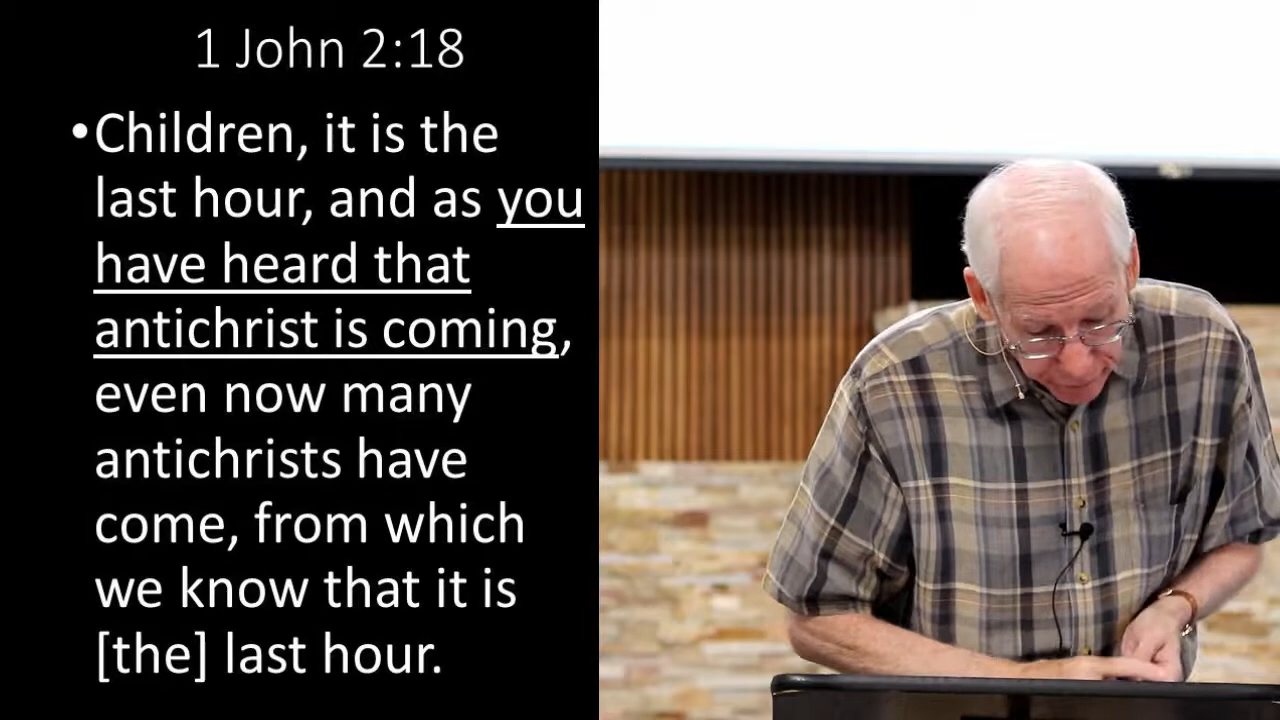 1 John 2:18
•Children, it is the
last hour, and as you
have heard that
antichrist is coming,
even now many
antichrists have
come, from which
we know that it is
[the] last hour.